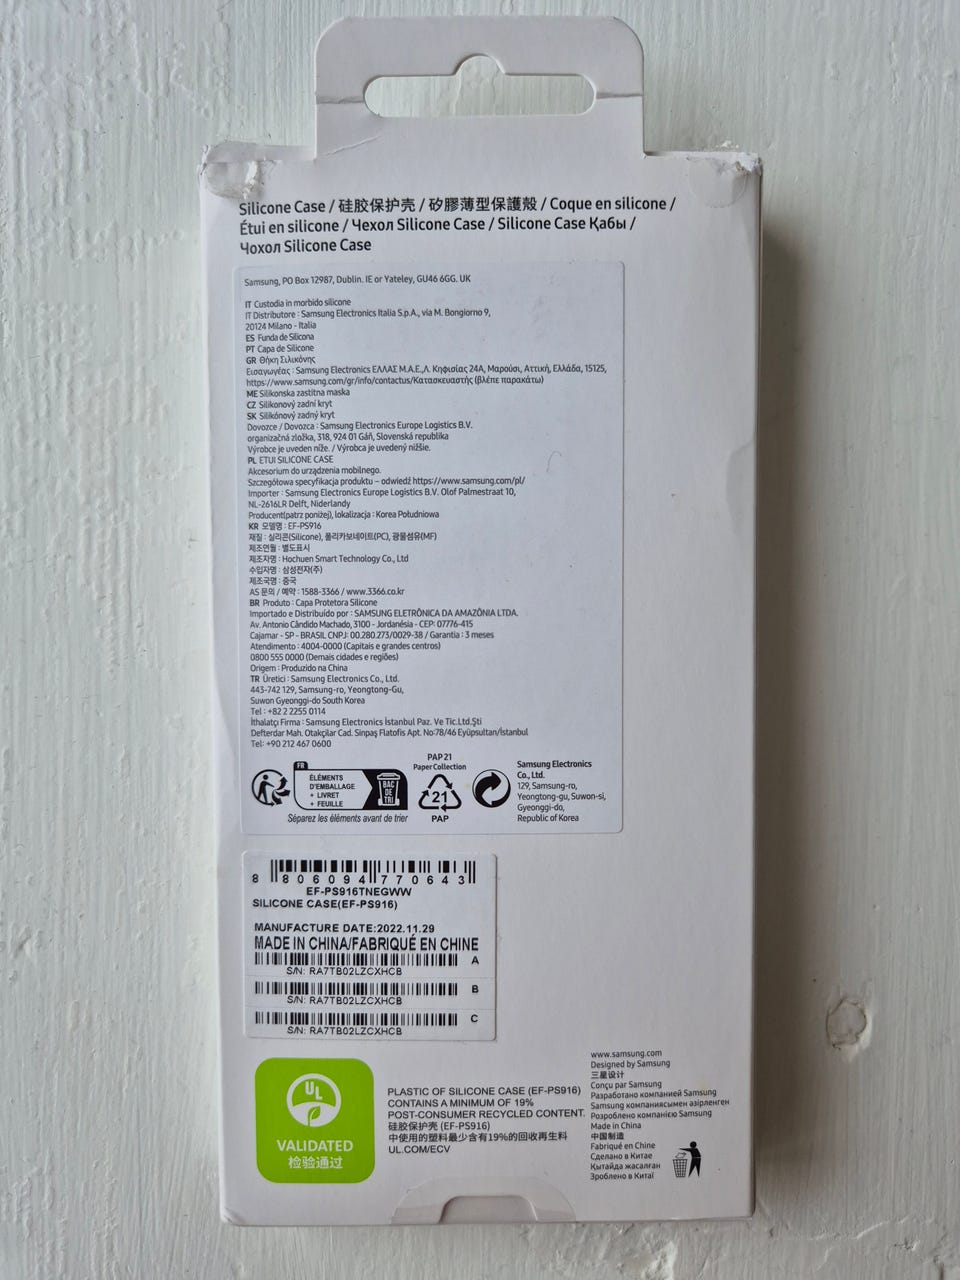 Silicone Case / 硅胶保护壳 / 矽膠薄型保護殼 / Coque en silicone /
Étui en silicone / Чехол Silicone Case / Silicone Case Қабы /
Чохол Silicone Case
Samsung, PO Box 12987, Dublin. IE or Yateley, GU46 6GG. UK
IT Custodia in morbido silicone
IT Distributore : Samsung Electronics Italia S.p.A., via M. Bongiorno 9,
20124 Milano - Italia
ES Funda de Silicona
PT Capa de Silicone
GR Θήκη Σιλικόνης
Εισαγωγέας : Samsung Electronics ΕΛΛΑΣ Μ.Α.Ε.,Λ. Κηφισίας 24Α, Μαρούσι, Αττική, Ελλάδα, 15125,
https://www.samsung.com/gr/info/contactus/Κατασκευαστής (βλέπε παρακάτω)
ME Silikonska zastitna maska
CZ Silikonový zadní kryt
SK Silikónový zadný kryt
Dovozce / Dovozca : Samsung Electronics Europe Logistics B.V.
organizačná zložka, 318, 924 01 Gáň, Slovenská republika
Výrobce je uveden níže. / Výrobca je uvedený nižšie.
PL ETUI SILICONE CASE
Akcesorium do urządzenia mobilnego.
Szczegółowa specyfikacja produktu – odwiedź https://www.samsung.com/pl/
Importer : Samsung Electronics Europe Logistics B.V. Olof Palmestraat 10,
NL-2616LR Delft, Niderlandy
Producent(patrz poniżej), lokalizacja : Korea Południowa
KR 모델명 : EF-PS916
재질 : 실리콘(Silicone), 폴리카보네이트(PC), 광물섬유(MF)
제조연월 : 별도표시
제조자명 : Hochuen Smart Technology Co., Ltd
수입자명 : 삼성전자(주)
제조국명 : 중국
AS 문의 / 예약 : 1588-3366 / www.3366.co.kr
BR Produto : Capa Protetora Silicone
Importado e Distribuído por : SAMSUNG ELETRÔNICA DA AMAZÔNIA LTDA.
Av. Antonio Cândido Machado, 3100 - Jordanésia - CEP: 07776-415
Cajamar - SP - BRASIL CNPJ: 00.280.273/0029-38 / Garantia : 3 meses
Atendimento : 4004-0000 (Capitais e grandes centros)
0800 555 0000 (Demais cidades e regiões)
Origem : Produzido na China
TR Üretici : Samsung Electronics Co., Ltd.
443-742 129, Samsung-ro, Yeongtong-Gu,
Suwon Gyeonggi-do South Korea
Tel : +82 2 2255 0114
İthalatçı Firma : Samsung Electronics İstanbul Paz. Ve Tic.Ltd.Şti
Defterdar Mah. Otakçılar Cad. Sinpaş Flatofis Apt. No:78/46 Eyüpsultan/İstanbul
Tel: +90 212 467 0600
FR
ÉLÉMENTS
D'EMBALLAGE
+ LIVRET
+ FEUILLE
BAC
DE
TRI
Séparez les éléments avant de trier
PAP 21
Paper Collection
21
PAP
Samsung Electronics
Co., Ltd.
129, Samsung-ro,
Yeongtong-gu, Suwon-si,
Gyeonggi-do,
Republic of Korea
8 806094 770643
EF-PS916TNEGWW
SILICONE CASE(EF-PS916)
MANUFACTURE DATE:2022.11.29
MADE IN CHINA/FABRIQUÉ EN CHINE
A
S/N: RA7TB02LZCXHCB
B
S/N: RA7TB02LZCXHCB
C
S/N: RA7TB02LZCXHCB
UL
VALIDATED
检验通过
PLASTIC OF SILICONE CASE (EF-PS916)
CONTAINS A MINIMUM OF 19%
POST-CONSUMER RECYCLED CONTENT.
硅胶保护壳 (EF-PS916)
中使用的塑料最少含有19%的回收再生料
UL.COM/ECV
www.samsung.com
Designed by Samsung
三星设计
Conçu par Samsung
Разработано компанией Samsung
Samsung компаниясымен әзірленген
Розроблено компанією Samsung
Made in China
中国制造
Fabriqué en Chine
Сделано в Китае
Қытайда жасалған
Зроблено в Китаї